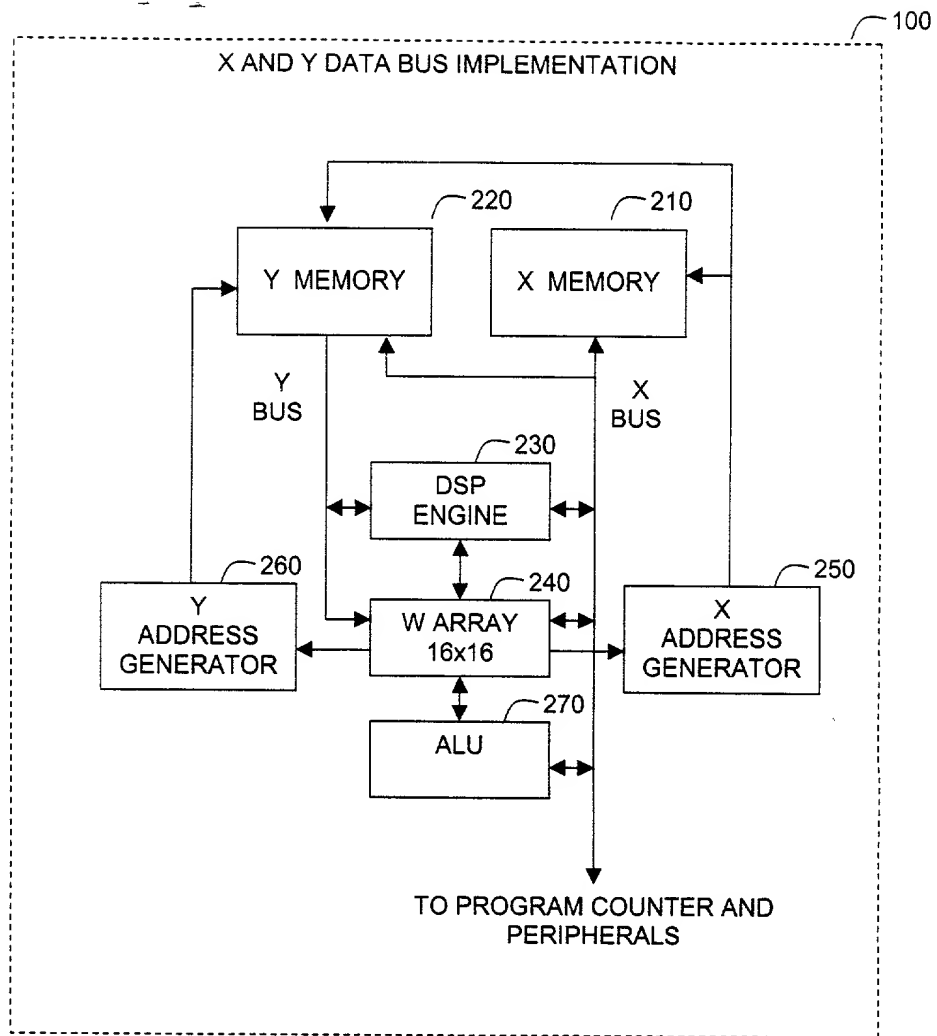 100
X AND Y DATA BUS IMPLEMENTATION
220
210
Y MEMORY
X MEMORY
Y
BUS
X
BUS
230
DSP
ENGINE
260
240
250
Y
ADDRESS
GENERATOR
W ARRAY
16x16
X
ADDRESS
GENERATOR
270
ALU
TO PROGRAM COUNTER AND
PERIPHERALS